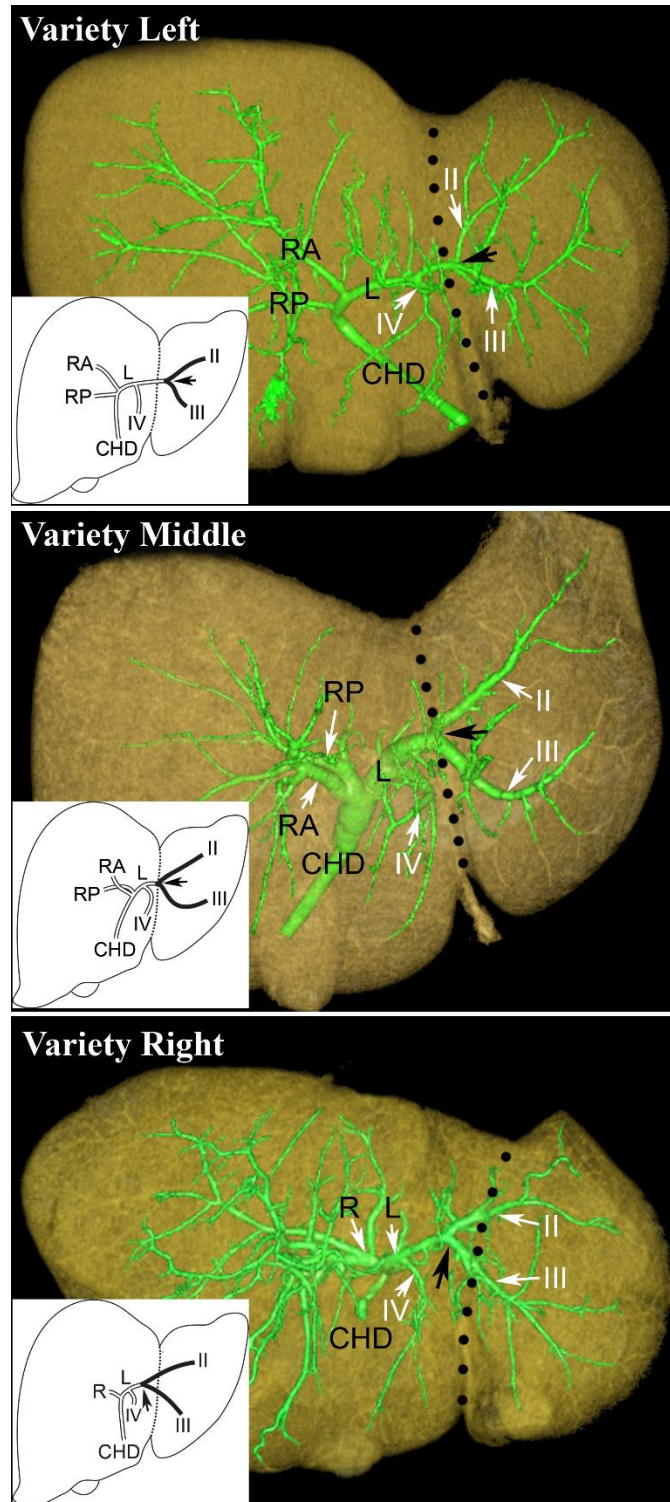 Variety Left
II
RA
L
RP
IV
III
CHD
RA
L
II
RP
IV
III
CHD
Variety Middle
RP
II
L
III
RA
IV
CHD
RA
L
II
RP
III
IV
CHD
Variety Right
R L
II
III
IV
CHD
L
II
R
IV
III
CHD